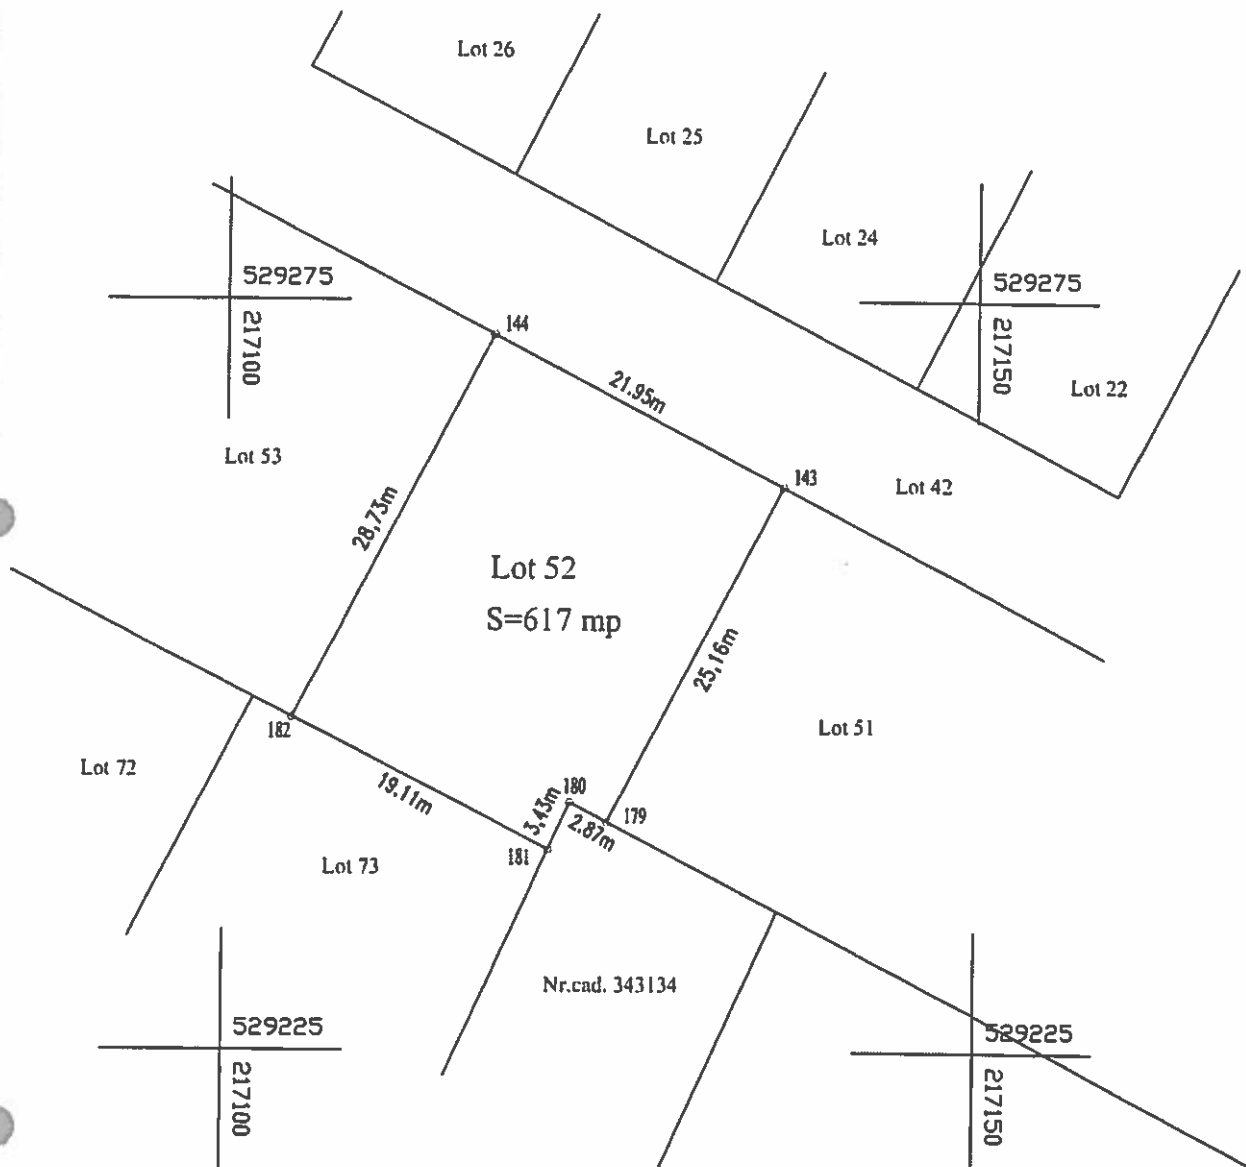 Lot 26
Lot 25
Lot 24
529275
217100
529275
217150
144
21.95m
Lot 22
Lot 53
143
Lot 42
28,73m
Lot 52
S=617 mp
25,16m
182
Lot 51
Lot 72
19.11m
180
3,43m
2.87m
179
181
Lot 73
Nr.cad. 343134
529225
217100
529225
217150